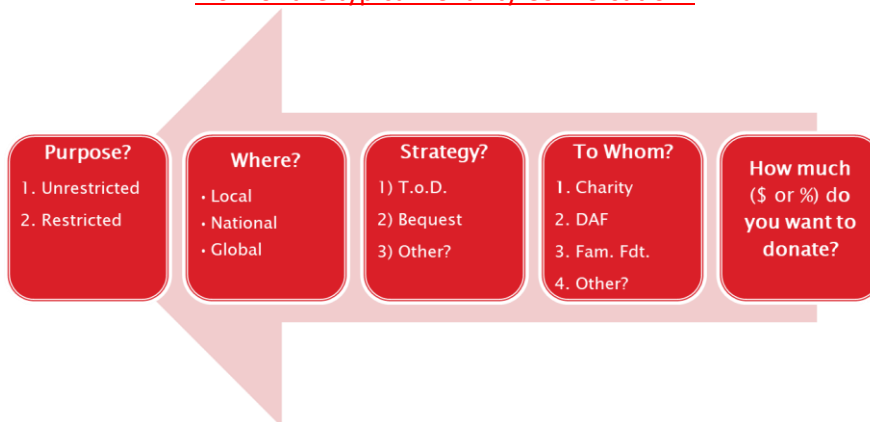 Purpose?
1. Unrestricted
2. Restricted
Where?
• Local
• National
• Global
Strategy?
1) T.o.D.
2) Bequest
3) Other?
To Whom?
1. Charity
2. DAF
3. Fam. Fdt.
4. Other?
How much
($ or %) do
you want to
donate?